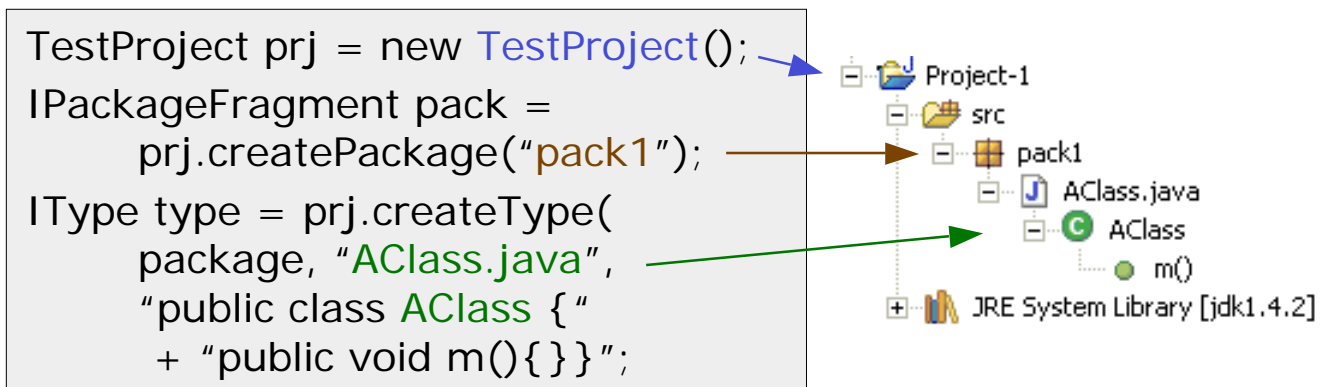 TestProject prj = new TestProject();
IPackageFragment pack =
prj.createPackage(“pack1”);
IType type = prj.createType(
package, “AClass.java”,
“public class AClass {“
+ “public void m(){}}”;
Project-1
src
pack1
AClass.java
AClass
m()
JRE System Library [jdk1.4.2]